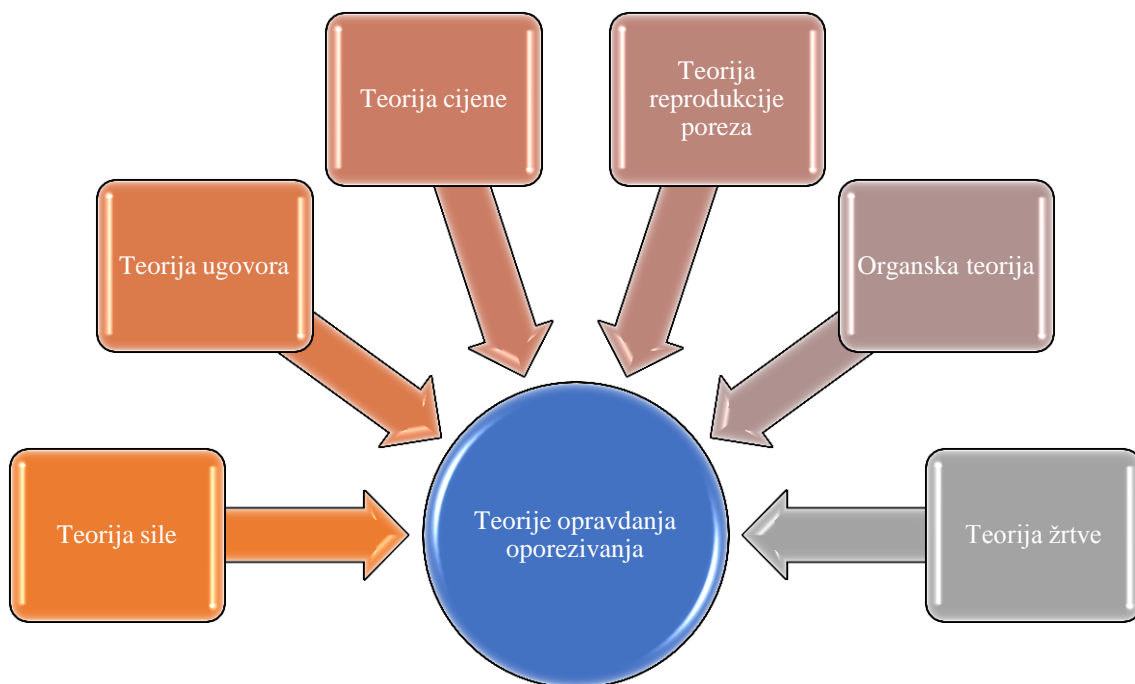 Teorija cijene
Teorija
reprodukcije
poreza
Teorija ugovora
Organska teorija
Teorija sile
Teorije opravdanja
oporezivanja
Teorija žrtve